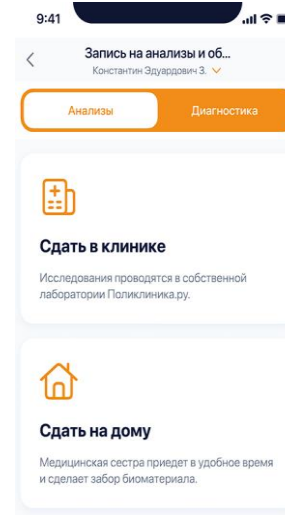 9:41
Запись на анализы и об...
Константин Эдуардович З.
Анализы
Диагностика
Сдать в клинике
Исследования проводятся в собственной
лаборатории Поликлиника.ру.
Сдать на дому
Медицинская сестра приедет в удобное время
и сделает забор биоматериала.